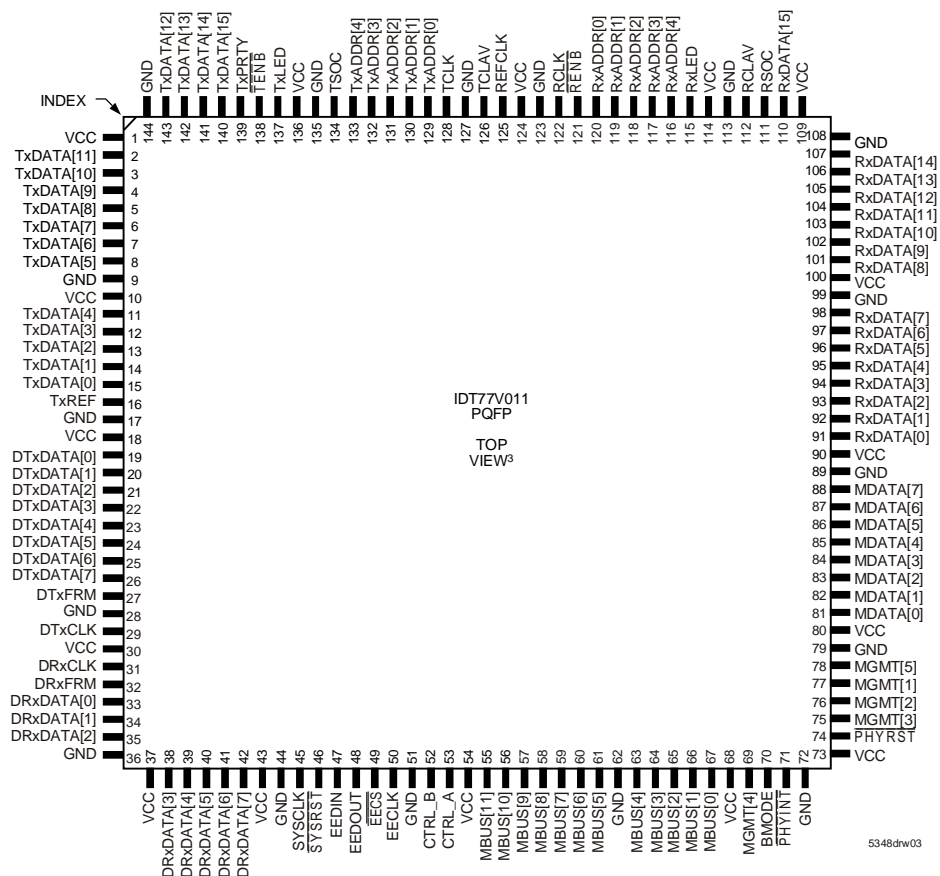 GND
TxDATA[12]
TxDATA[13]
TxDATA[14]
TxDATA[15]
TxPRTY
TENB
TxLED
VCC
GND
TSOC
TxADDR[4]
TxADDR[3]
TxADDR[2]
TxADDR[1]
TxADDR[0]
TCLK
GND
TCLAV
REFCLK
VCC
GND
RCLK
RENB
RxADDR[0]
RxADDR[1]
RxADDR[2]
RxADDR[3]
RxADDR[4]
RxLED
VCC
GND
RCLAV
RSOC
RxDATA[15]
VCC
INDEX
144
143
142
141
140
139
138
137
136
135
134
133
132
131
130
129
128
127
126
125
124
123
122
121
120
119
118
117
116
115
114
113
112
111
110
109
VCC 1
TxDATA[11] 2
TxDATA[10] 3
TxDATA[9] 4
TxDATA[8] 5
TxDATA[7] 6
TxDATA[6] 7
TxDATA[5] 8
GND 9
VCC 10
TxDATA[4] 11
TxDATA[3] 12
TxDATA[2] 13
TxDATA[1] 14
TxDATA[0] 15
TxREF 16
GND 17
VCC 18
DTxDATA[0] 19
DTxDATA[1] 20
DTxDATA[2] 21
DTxDATA[3] 22
DTxDATA[4] 23
DTxDATA[5] 24
DTxDATA[6] 25
DTxDATA[7] 26
DTxFRM 27
GND 28
DTxCLK 29
VCC 30
DRxCLK 31
DRxFRM 32
DRxDATA[0] 33
DRxDATA[1] 34
DRxDATA[2] 35
GND 36
IDT77V011
PQFP
TOP
VIEW³
108 GND
107 RxDATA[14]
106 RxDATA[13]
105 RxDATA[12]
104 RxDATA[11]
103 RxDATA[10]
102 RxDATA[9]
101 RxDATA[8]
100 VCC
99 GND
98 RxDATA[7]
97 RxDATA[6]
96 RxDATA[5]
95 RxDATA[4]
94 RxDATA[3]
93 RxDATA[2]
92 RxDATA[1]
91 RxDATA[0]
90 VCC
89 GND
88 MDATA[7]
87 MDATA[6]
86 MDATA[5]
85 MDATA[4]
84 MDATA[3]
83 MDATA[2]
82 MDATA[1]
81 MDATA[0]
80 VCC
79 GND
78 MGMT[5]
77 MGMT[1]
76 MGMT[2]
75 MGMT[3]
74 PHYRST
73 VCC
37
38
39
40
41
42
43
44
45
46
47
48
49
50
51
52
53
54
55
56
57
58
59
60
61
62
63
64
65
66
67
68
69
70
71
72
VCC
DRxDATA[3]
DRxDATA[4]
DRxDATA[5]
DRxDATA[6]
DRxDATA[7]
VCC
GND
SYSCLK
SYSRST
EEDIN
EEDOUT
EECS
EECLK
GND
CTRL_B
CTRL_A
VCC
MBUS[11]
MBUS[10]
MBUS[9]
MBUS[8]
MBUS[7]
MBUS[6]
MBUS[5]
GND
MBUS[4]
MBUS[3]
MBUS[2]
MBUS[1]
MBUS[0]
VCC
MGMT[4]
BMODE
PHYINT
GND
5348drw03